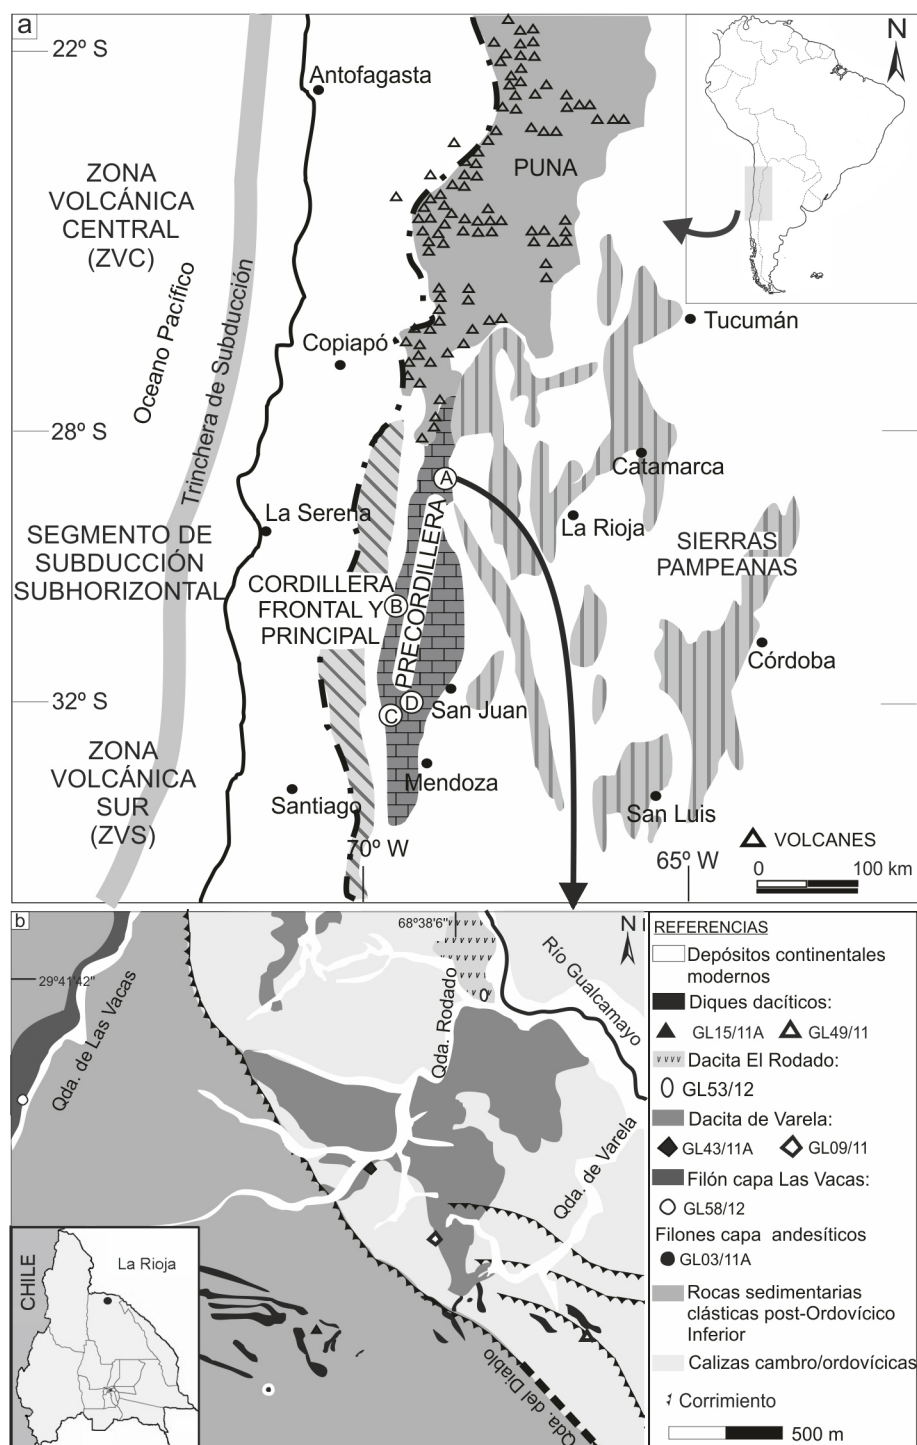 a
22º S
Antofagasta
N
ZONA
VOLCÁNICA
CENTRAL
(ZVC)
PUNA
Oceano Pacífico
Trinchera de Subducción
Tucumán
Copiapó
28º S
Catamarca
A
La Serena
La Rioja
SEGMENTO DE
SUBDUCCIÓN
SUBHORIZONTAL
SIERRAS
PAMPEANAS
CORDILLERA
FRONTAL Y
PRINCIPAL
B
PRECORDILLERA
Córdoba
32º S
C
D
San Juan
ZONA
VOLCÁNICA
SUR
(ZVS)
Mendoza
Santiago
San Luis
VOLCANES
70º W
65º W
0 100 km
b
68º38'6''
N
29º41'42''
Qda. de Las Vacas
Qda. Rodado
Río Gualcamayo
Qda. de Varela
Qda. del Diablo
CHILE
La Rioja
REFERENCIAS
Depósitos continentales
modernos
Diques dacíticos:
GL15/11A GL49/11
Dacita El Rodado:
GL53/12
Dacita de Varela:
GL43/11A GL09/11
Filón capa Las Vacas:
GL58/12
Filones capa andesíticos
GL03/11A
Rocas sedimentarias
clásticas post-Ordovícico
Inferior
Calizas cambro/ordovícicas
Corrimiento
500 m